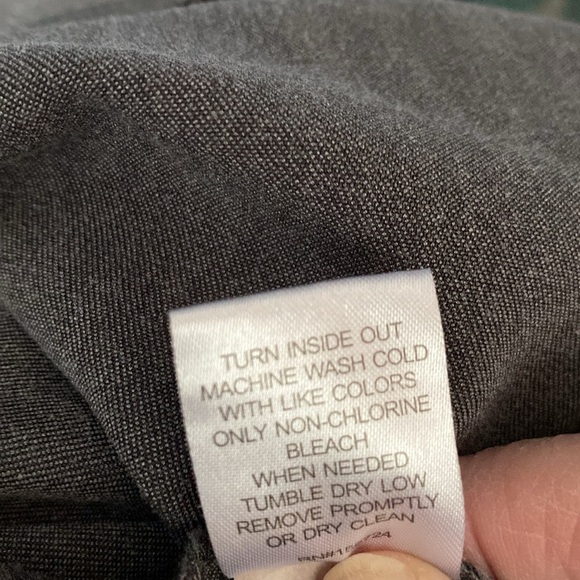 TURN INSIDE OUT
MACHINE WASH COLD
WITH LIKE COLORS
ONLY NON-CHLORINE
BLEACH
WHEN NEEDED
TUMBLE DRY LOW
REMOVE PROMPTLY
OR DRY CLEAN